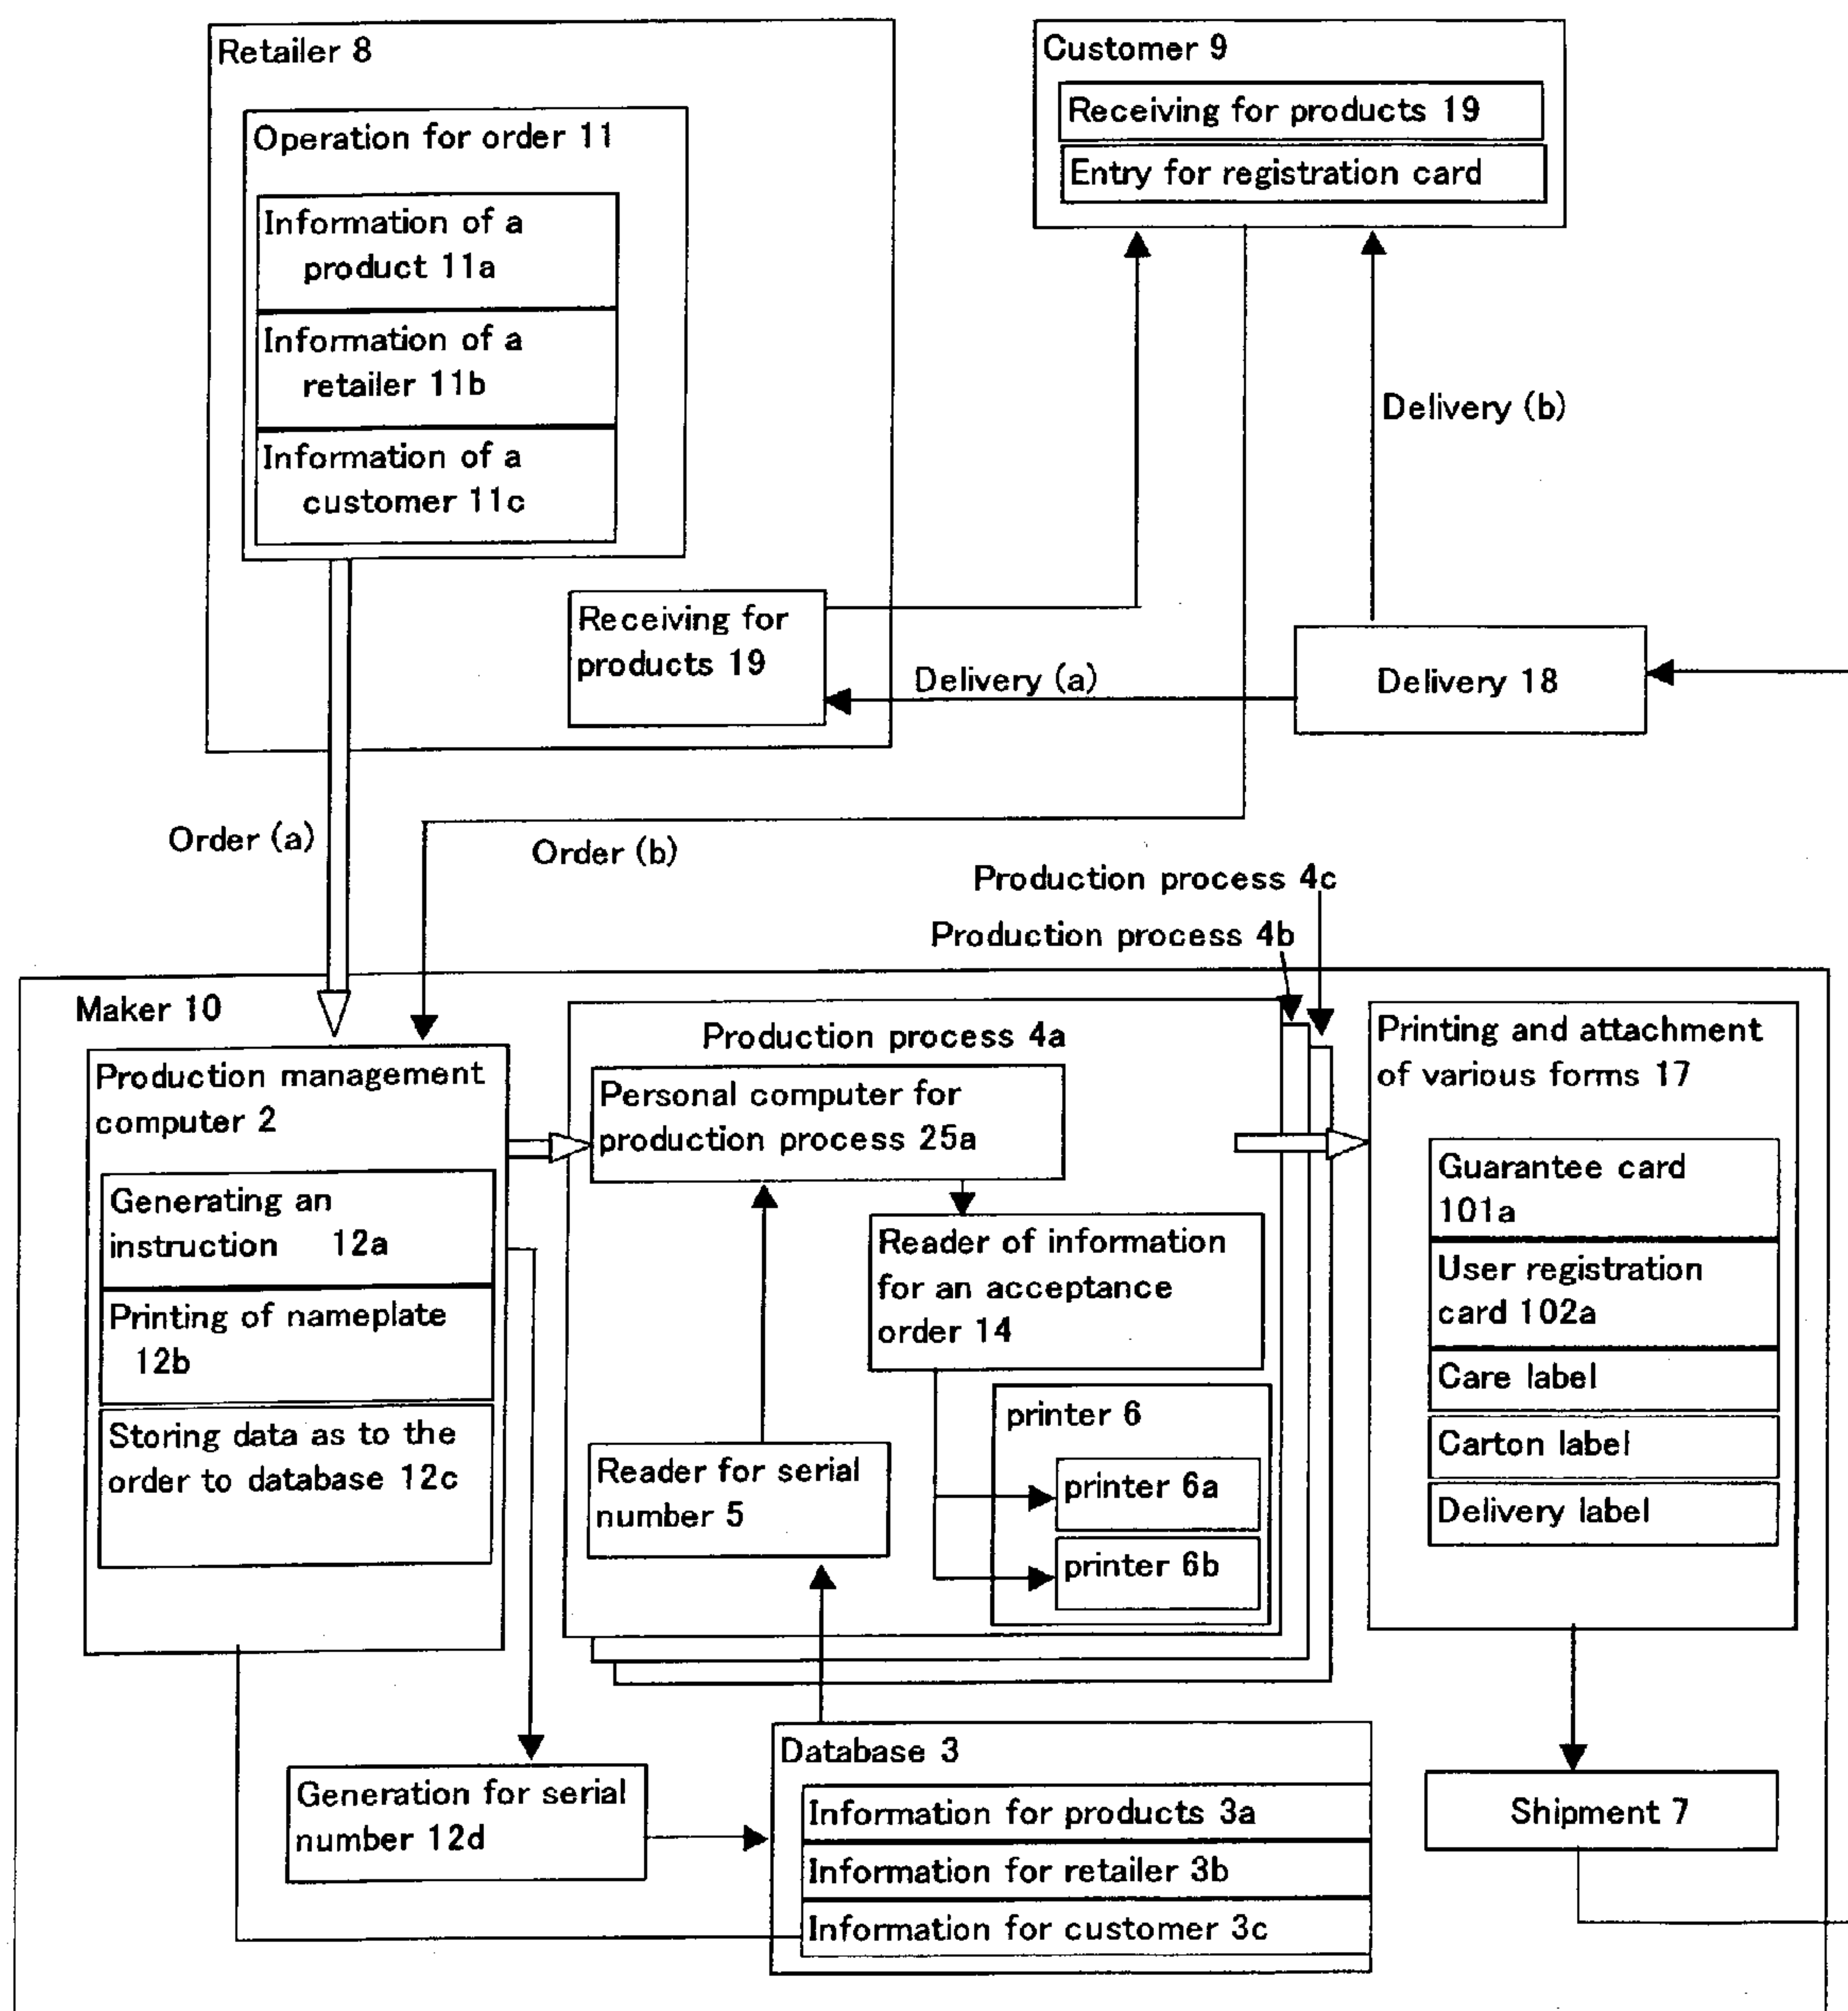 Retailer 8
Operation for order 11
Information of a
product 11a
Information of a
retailer 11b
Information of a
customer 11c
Receiving for
products 19
Customer 9
Receiving for products 19
Entry for registration card
Delivery (b)
Delivery (a)
Delivery 18
Order (a)
Order (b)
Production process 4c
Production process 4b
Maker 10
Production management
computer 2
Generating an
instruction 12a
Printing of nameplate
12b
Storing data as to the
order to database 12c
Production process 4a
Personal computer for
production process 25a
Reader of information
for an acceptance
order 14
printer 6
printer 6a
printer 6b
Reader for serial
number 5
Printing and attachment
of various forms 17
Guarantee card
101a
User registration
card 102a
Care label
Carton label
Delivery label
Generation for serial
number 12d
Database 3
Information for products 3a
Information for retailer 3b
Information for customer 3c
Shipment 7